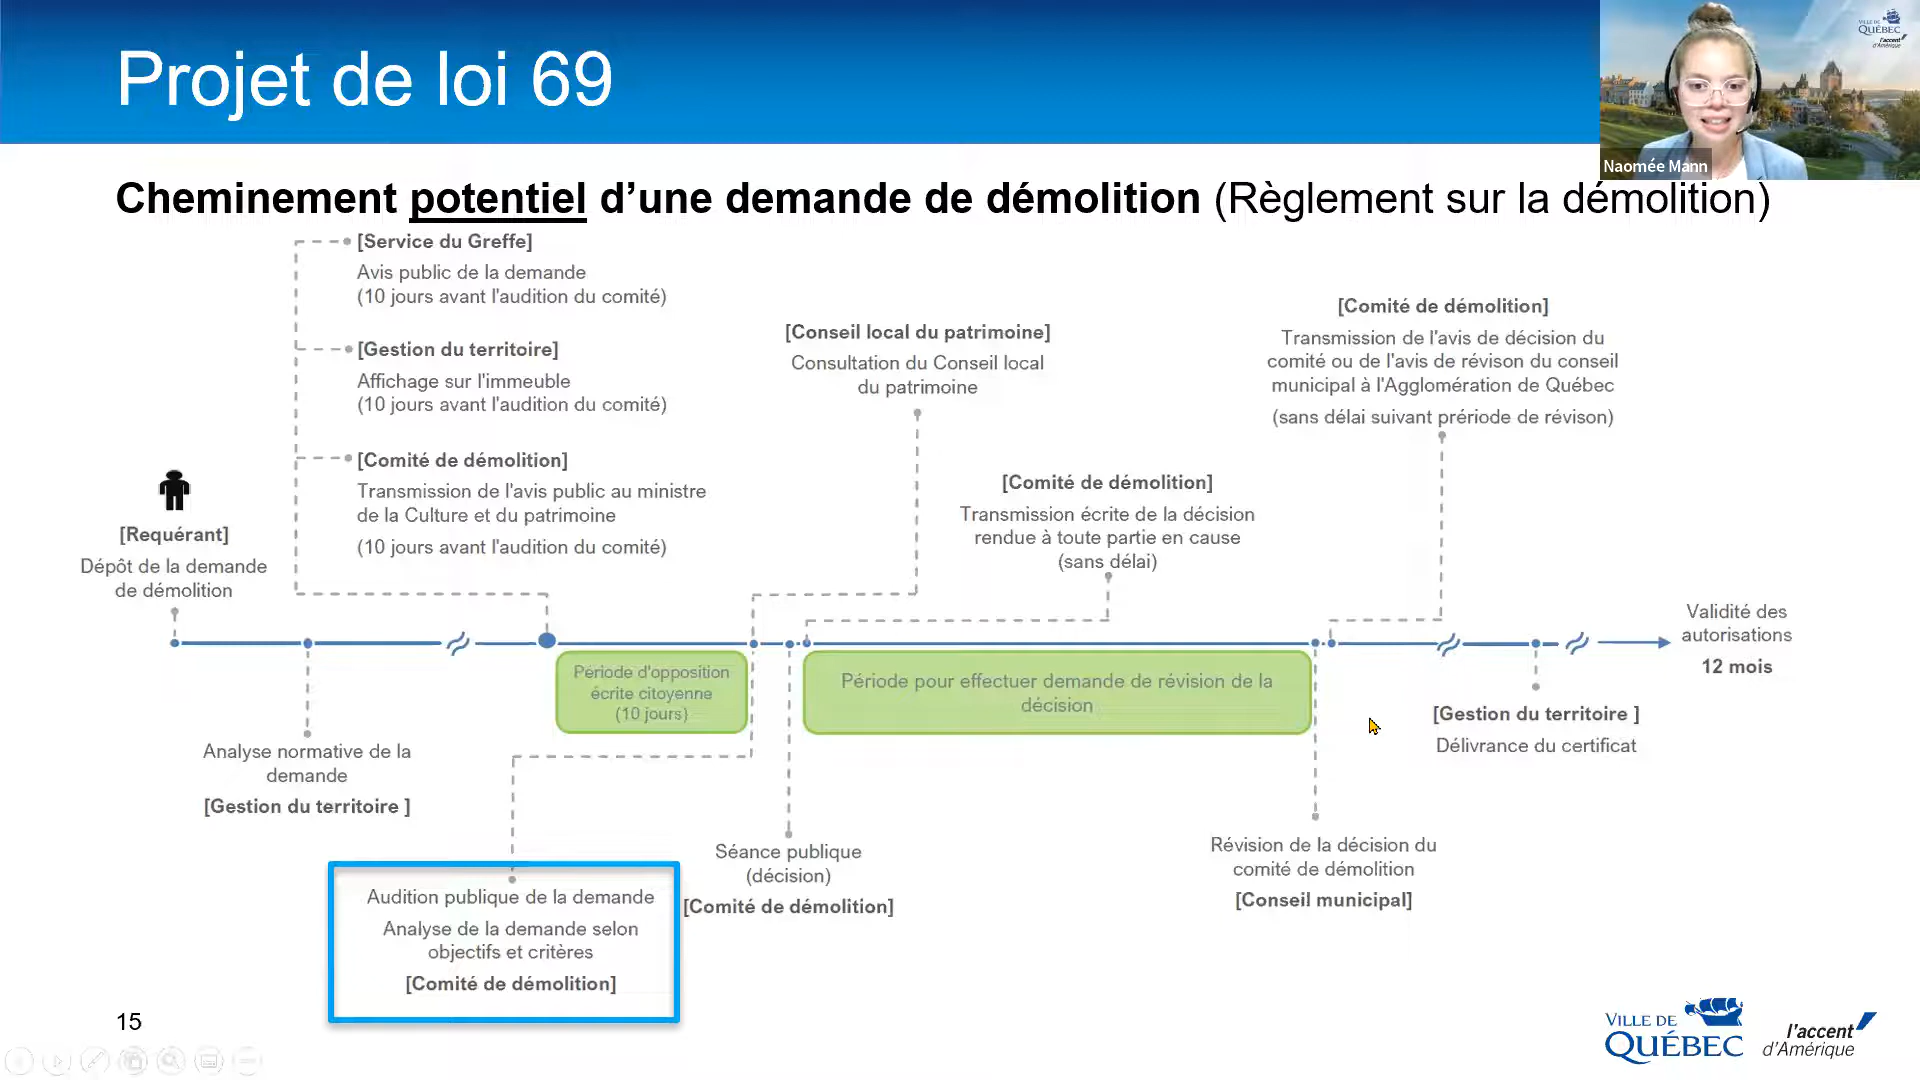 Projet de loi 69
VILLE DE
QUÉBEC
l'accent
d'Amérique
Naomée Mann
Cheminement potentiel d’une demande de démolition (Règlement sur la démolition)
[Service du Greffe]
Avis public de la demande
(10 jours avant l'audition du comité)
[Gestion du territoire]
Affichage sur l'immeuble
(10 jours avant l'audition du comité)
[Comité de démolition]
Transmission de l'avis public au ministre
de la Culture et du patrimoine
(10 jours avant l'audition du comité)
[Conseil local du patrimoine]
Consultation du Conseil local
du patrimoine
[Comité de démolition]
Transmission écrite de la décision
rendue à toute partie en cause
(sans délai)
[Comité de démolition]
Transmission de l'avis de décision du
comité ou de l'avis de révison du conseil
municipal à l'Agglomération de Québec
(sans délai suivant prériode de révison)
[Requérant]
Dépôt de la demande
de démolition
Validité des
autorisations
12 mois
Période d'opposition
écrite citoyenne
(10 jours)
Période pour effectuer demande de révision de la
décision
Analyse normative de la
demande
[Gestion du territoire ]
[Gestion du territoire ]
Délivrance du certificat
Audition publique de la demande
Analyse de la demande selon
objectifs et critères
[Comité de démolition]
Séance publique
(décision)
[Comité de démolition]
Révision de la décision du
comité de démolition
[Conseil municipal]
15
VILLE DE
QUÉBEC
l'accent
d'Amérique